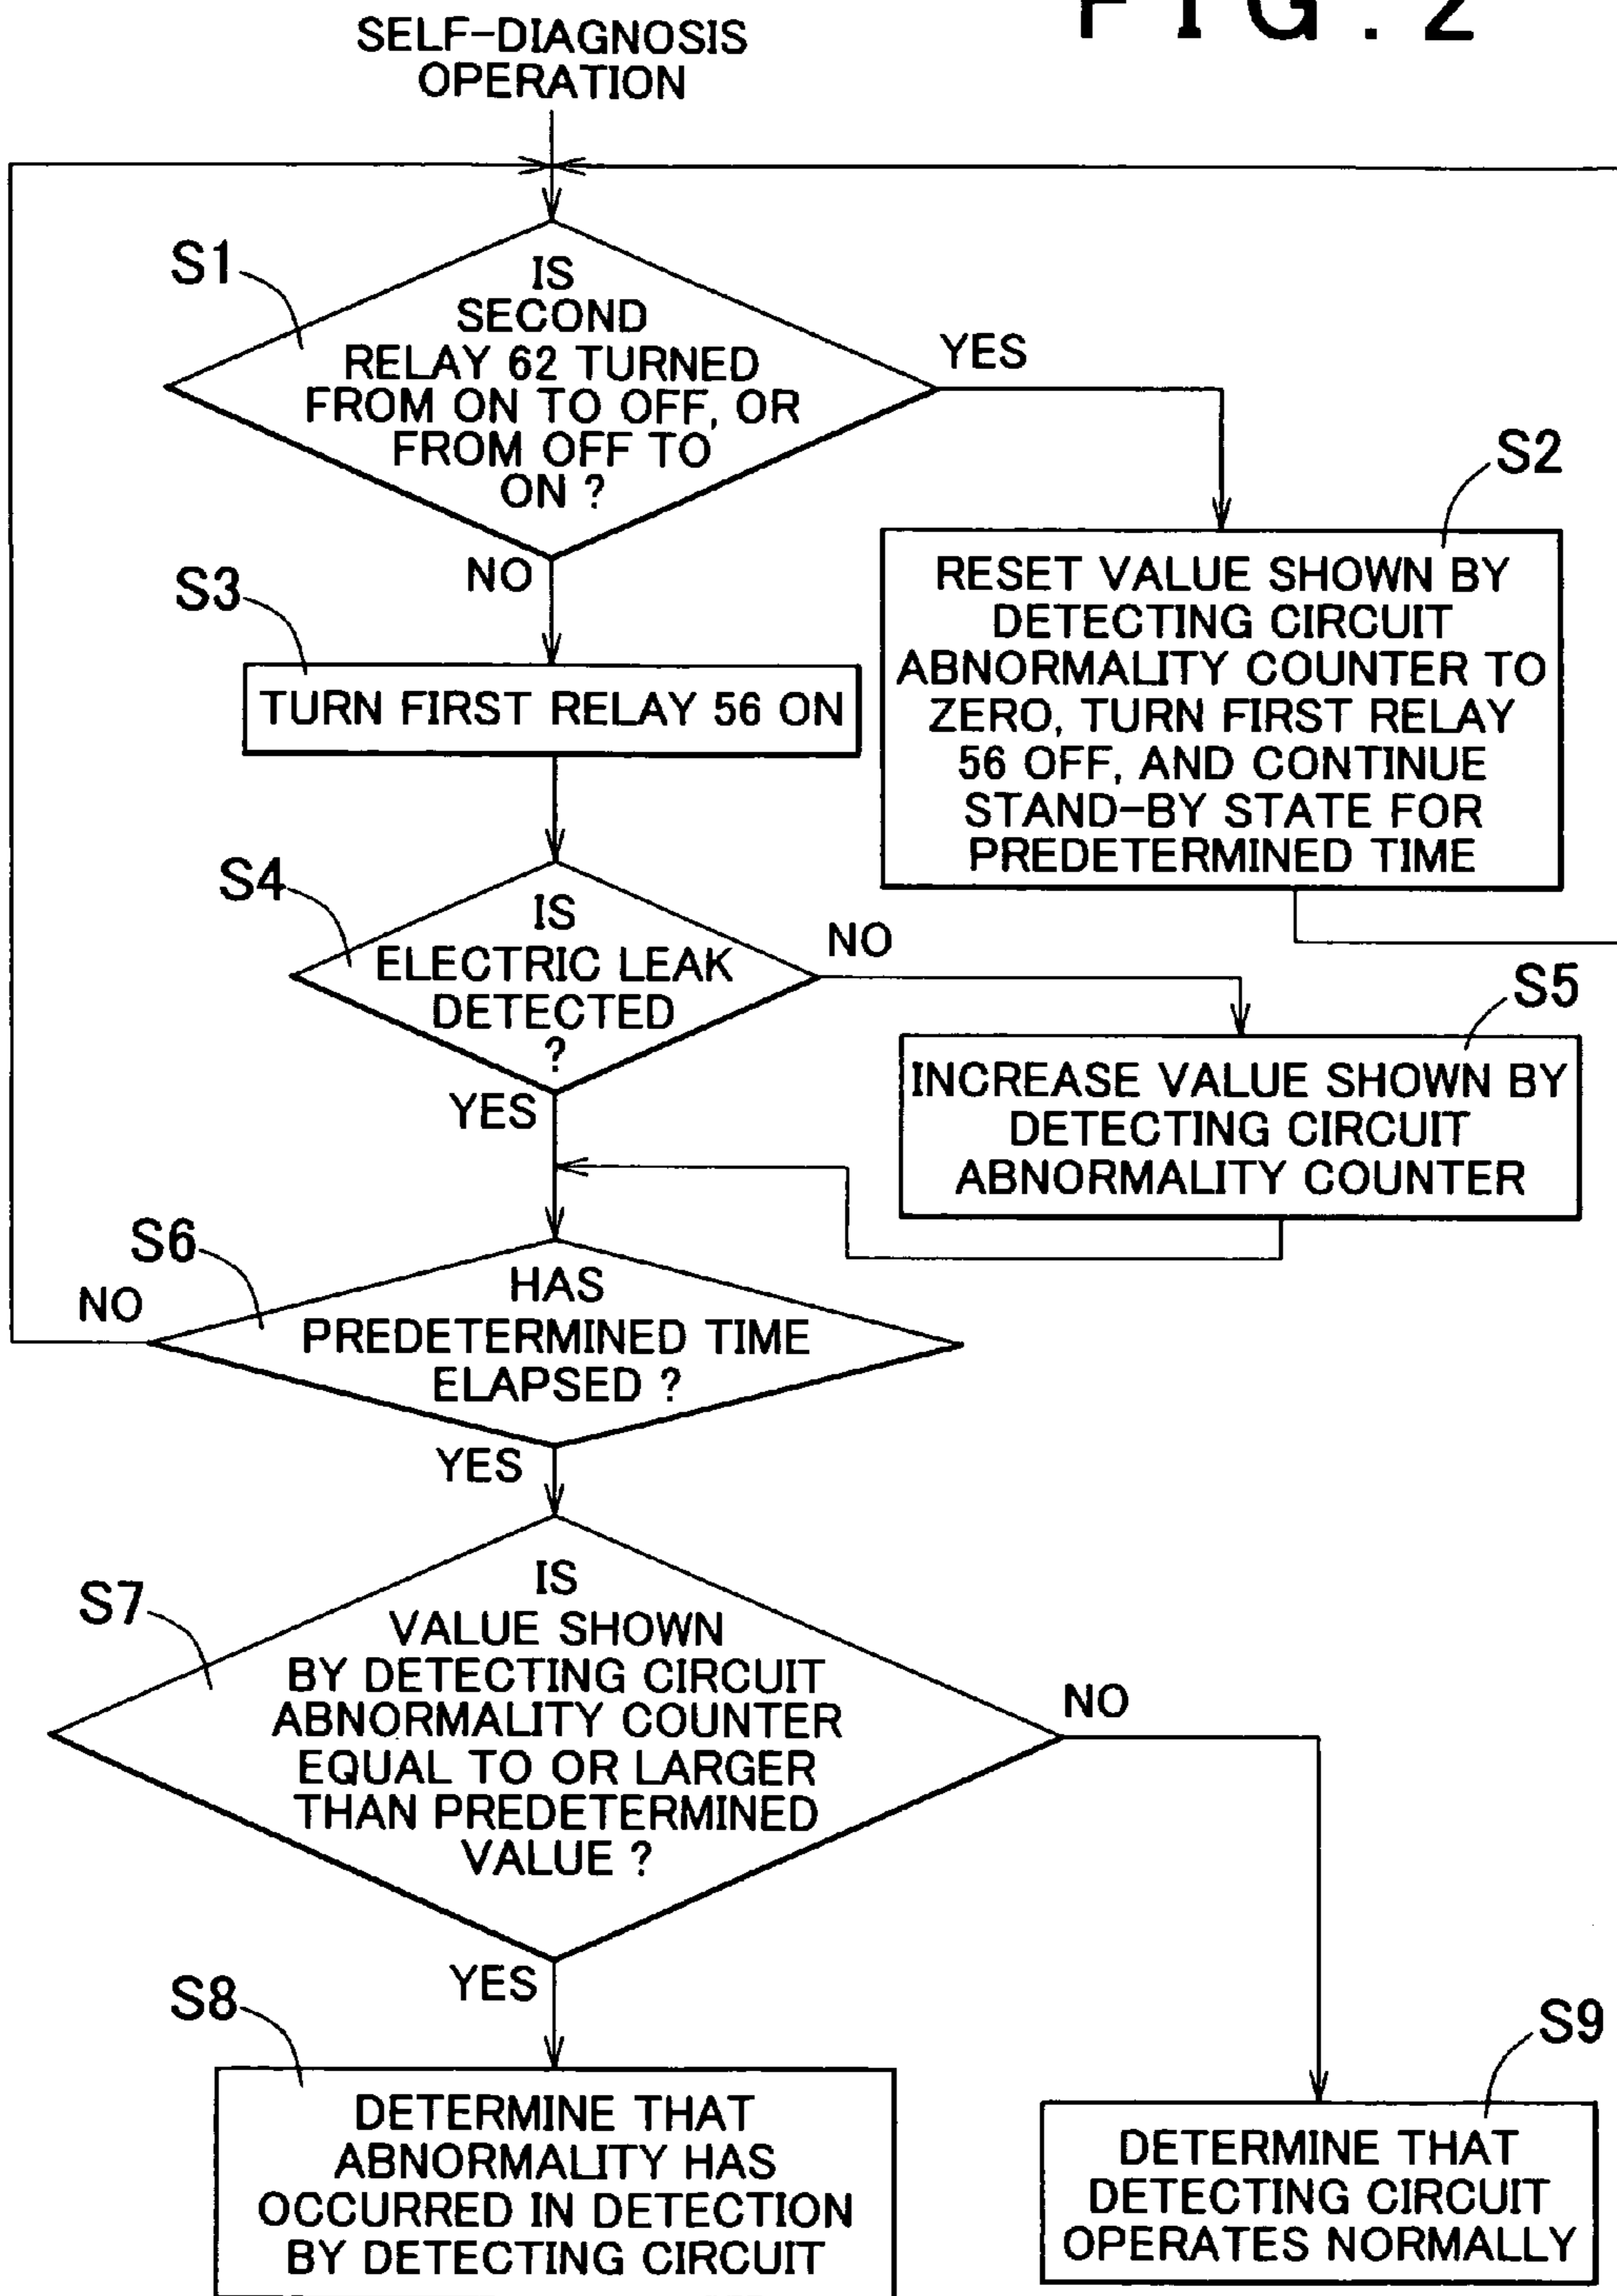 FIG.2
SELF-DIAGNOSIS
OPERATION
S1
IS
SECOND
RELAY 62 TURNED
FROM ON TO OFF, OR
FROM OFF TO
ON ?
YES
NO
S2
RESET VALUE SHOWN BY
DETECTING CIRCUIT
ABNORMALITY COUNTER TO
ZERO, TURN FIRST RELAY
56 OFF, AND CONTINUE
STAND-BY STATE FOR
PREDETERMINED TIME
S3
TURN FIRST RELAY 56 ON
S4
IS
ELECTRIC LEAK
DETECTED
?
NO
YES
S5
INCREASE VALUE SHOWN BY
DETECTING CIRCUIT
ABNORMALITY COUNTER
S6
HAS
PREDETERMINED TIME
ELAPSED ?
NO
YES
S7
IS
VALUE SHOWN
BY DETECTING CIRCUIT
ABNORMALITY COUNTER
EQUAL TO OR LARGER
THAN PREDETERMINED
VALUE ?
NO
YES
S8
DETERMINE THAT
ABNORMALITY HAS
OCCURRED IN DETECTION
BY DETECTING CIRCUIT
S9
DETERMINE THAT
DETECTING CIRCUIT
OPERATES NORMALLY